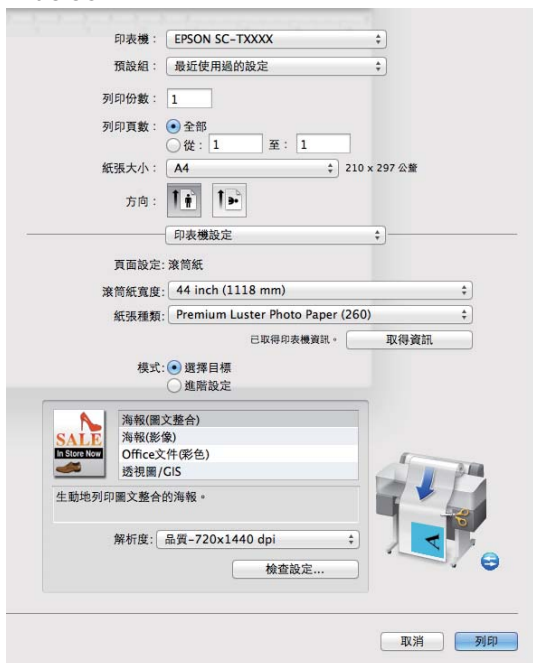 印表機： EPSON SC-TXXXX
預設組： 最近使用過的設定
列印份數： 1
列印頁數： 全部
從： 1 至： 1
紙張大小： A4 210 x 297 公釐
方向：
印表機設定
頁面設定: 滾筒紙
滾筒紙寬度: 44 inch (1118 mm)
紙張種類: Premium Luster Photo Paper (260)
已取得印表機資訊。 取得資訊
模式: 選擇目標
進階設定
SALE
In Store Now
海報(圖文整合)
海報(影像)
Office文件(彩色)
透視圖/GIS
生動地列印圖文整合的海報。
解析度: 品質-720x1440 dpi
檢查設定...
A
取消 列印